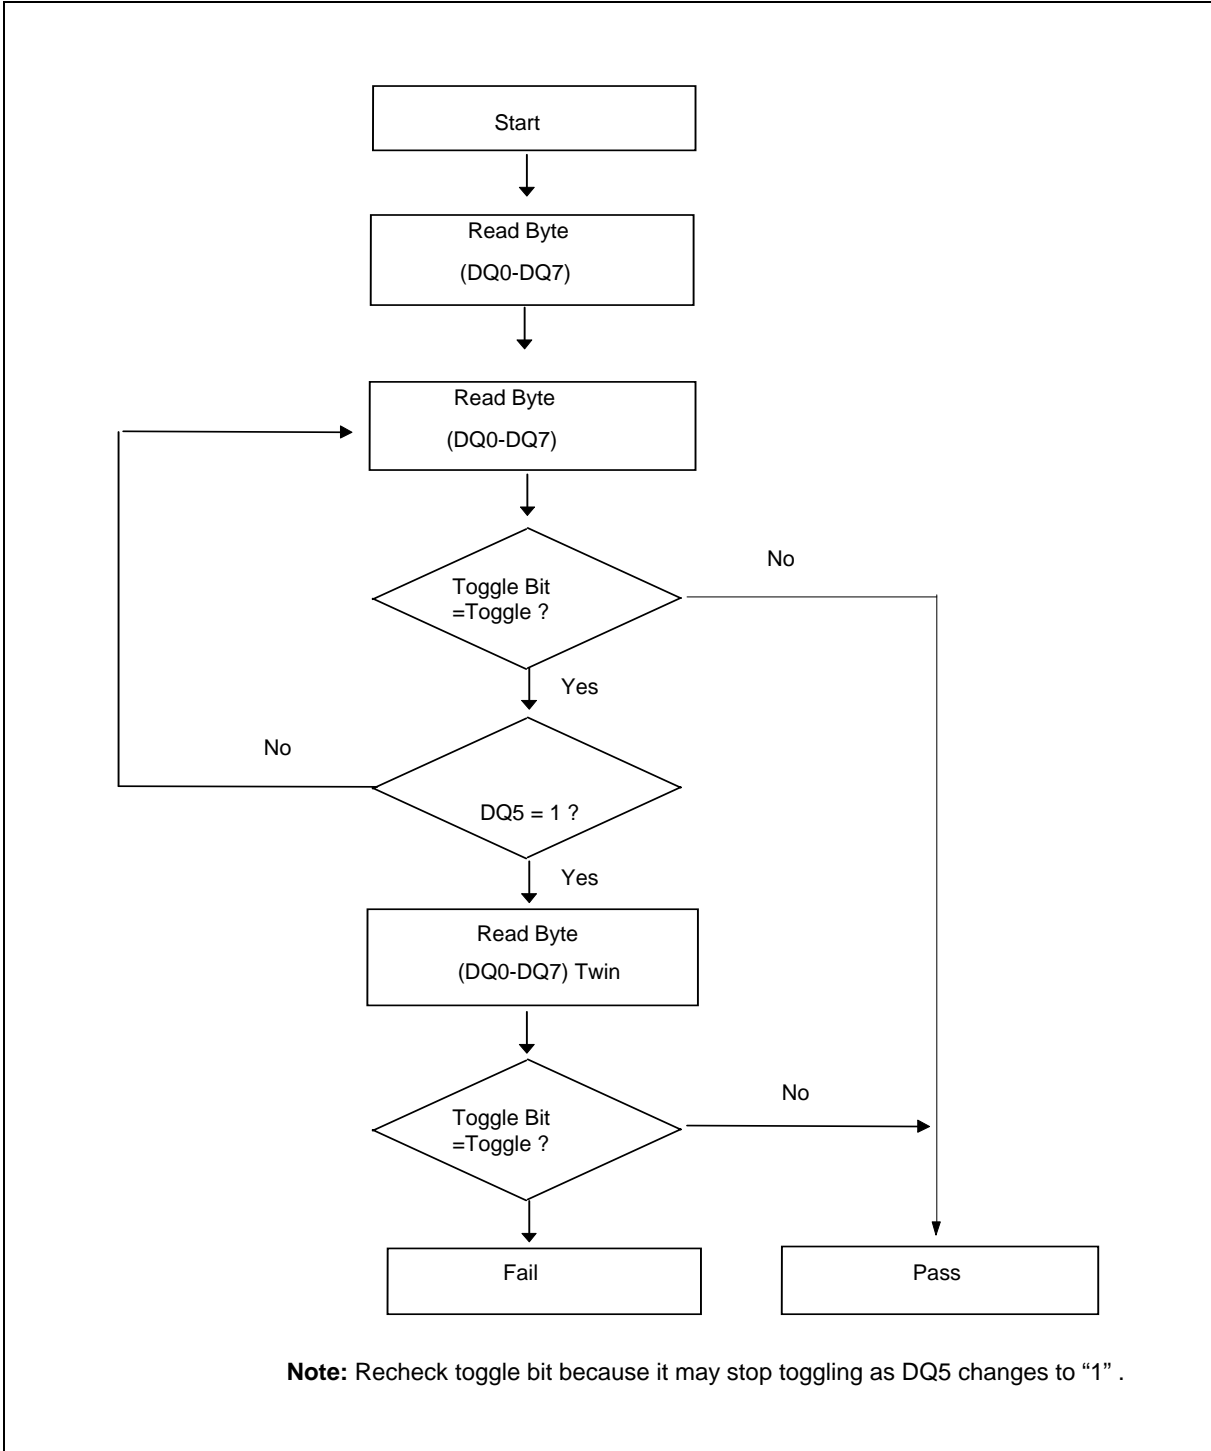 Start
Read Byte
(DQ0-DQ7)
Read Byte
(DQ0-DQ7)
Toggle Bit
=Toggle ?
No
Yes
No
DQ5 = 1 ?
Yes
Read Byte
(DQ0-DQ7) Twin
Toggle Bit
=Toggle ?
No
Fail
Pass
Note: Recheck toggle bit because it may stop toggling as DQ5 changes to “1” .